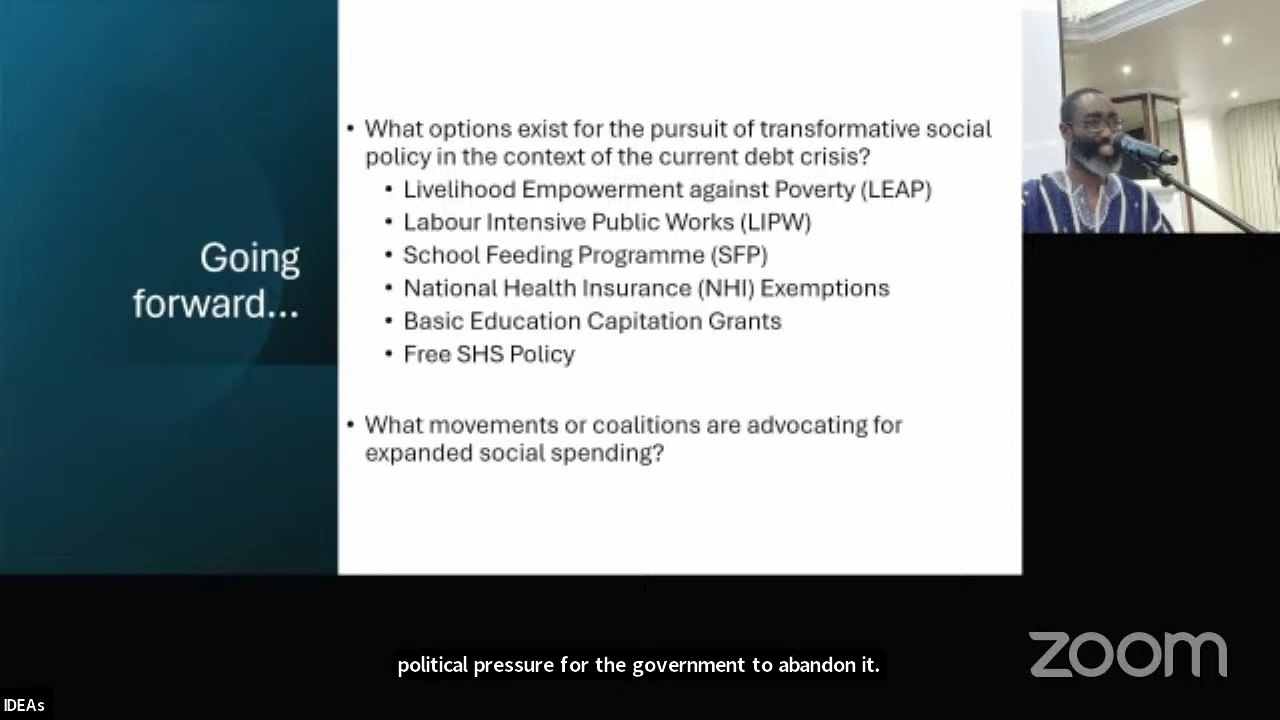 Going
forward...
• What options exist for the pursuit of transformative social
policy in the context of the current debt crisis?
• Livelihood Empowerment against Poverty (LEAP)
• Labour Intensive Public Works (LIPW)
• School Feeding Programme (SFP)
• National Health Insurance (NHI) Exemptions
• Basic Education Capitation Grants
• Free SHS Policy
• What movements or coalitions are advocating for
expanded social spending?
political pressure for the government to abandon it.
zoom
IDEAs